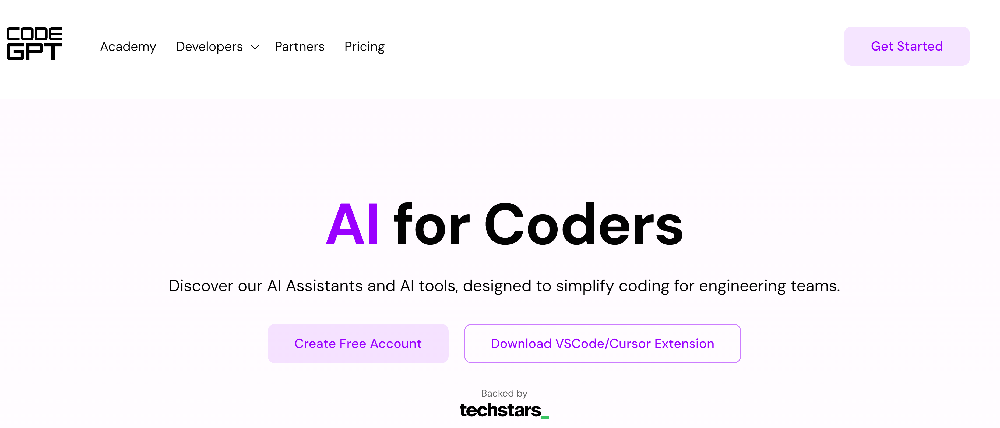 CODE
GPT
Academy
Developers
Partners
Pricing
Get Started
AI for Coders
Discover our AI Assistants and AI tools, designed to simplify coding for engineering teams.
Create Free Account
Download VSCode/Cursor Extension
Backed by
techstars_